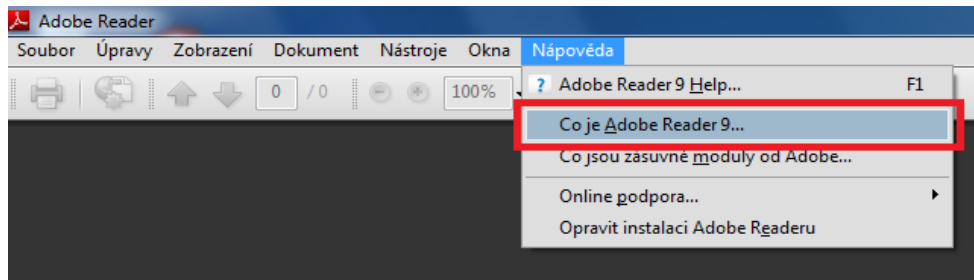 Adobe Reader
Soubor Úpravy Zobrazení Dokument Nástroje Okna Nápověda
0 / 0 100%
? Adobe Reader 9 Help... F1
Co je Adobe Reader 9...
Co jsou zásuvné moduly od Adobe...
Online podpora...
Opravit instalaci Adobe Readeru